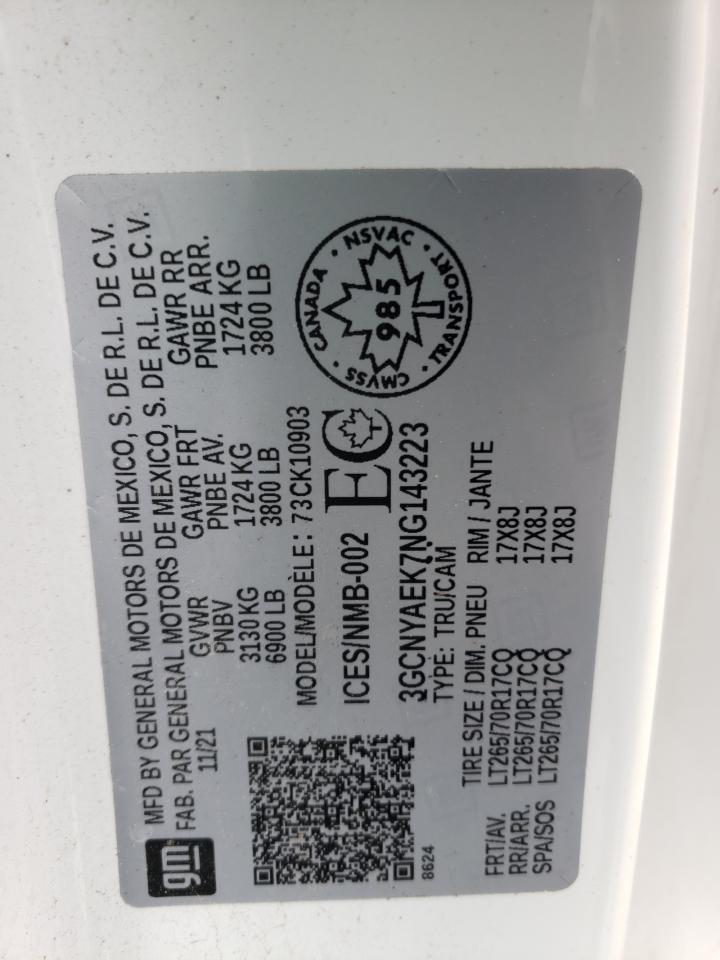 gm
MFD BY GENERAL MOTORS DE MEXICO, S. DE R.L. DE C.V.
FAB. PAR GENERAL MOTORS DE MEXICO, S. DE R.L. DE C.V.
11/21 GVWR GAWR FRT GAWR RR
PNBV PNBE AV. PNBE ARR.
3130 KG 1724 KG 1724 KG
6900 LB 3800 LB 3800 LB
MODEL/MODÈLE: 73CK10903
ICES/NMB-002 EC
CANADA · NSVAC · TRANSPORT · CMVSS ·
985
3GCNYAEK7NG143223
TYPE: TRU/CAM
8624
TIRE SIZE / DIM. PNEU RIM / JANTE
FRT/AV. LT265/70R17CQ 17X8J
RR/ARR. LT265/70R17CQ 17X8J
SPA/SOS LT265/70R17CQ 17X8J